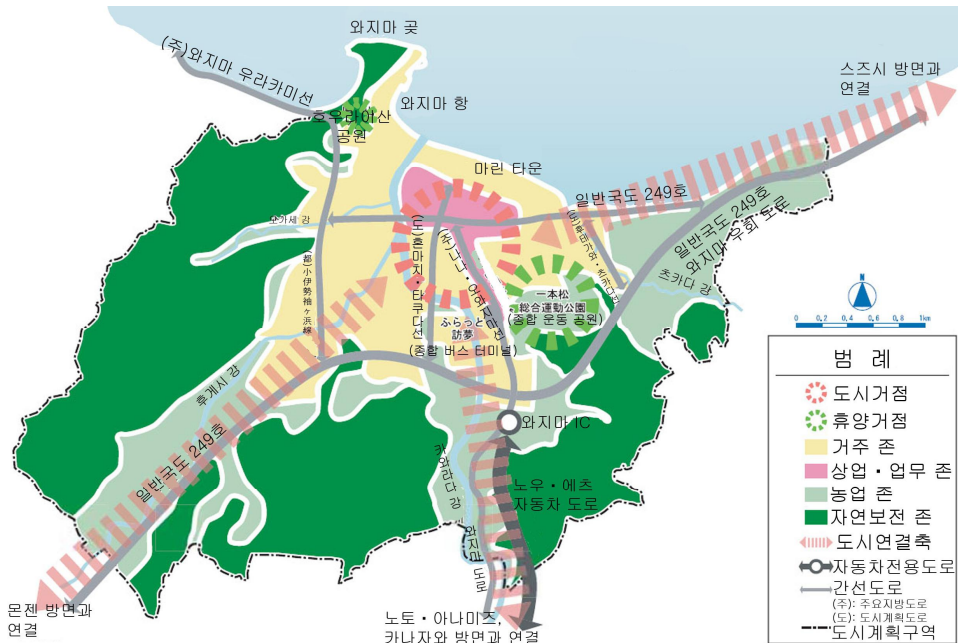 와지마 곶
(주)와지마 우라카미선
와지마 항
호우라이산
공원
스즈시 방면과
연결
마린 타운
일반국도 249호
일반국도 249호
와지마 우회 도로
오가세 강
(都)小伊勢袖ヶ浜線
(도)혼마치・타쿠다선
츠카다 강
一本松
総合運動公園
(종합 운동 공원)
ふらっと
訪夢
(종합 버스 터미널)
후게시 강
일반국도 249호
와지마 IC
노우・에츠
자동차 도로
와지마 도로
몬젠 방면과
연결
노토・아나미즈,
카나자와 방면과 연결
N
0 0.2 0.4 0.6 0.8 1km
범 례
도시거점
휴양거점
거주 존
상업・업무 존
농업 존
자연보전 존
도시연결축
자동차전용도로
간선도로
(주): 주요지방도로
(도): 도시계획도로
도시계획구역